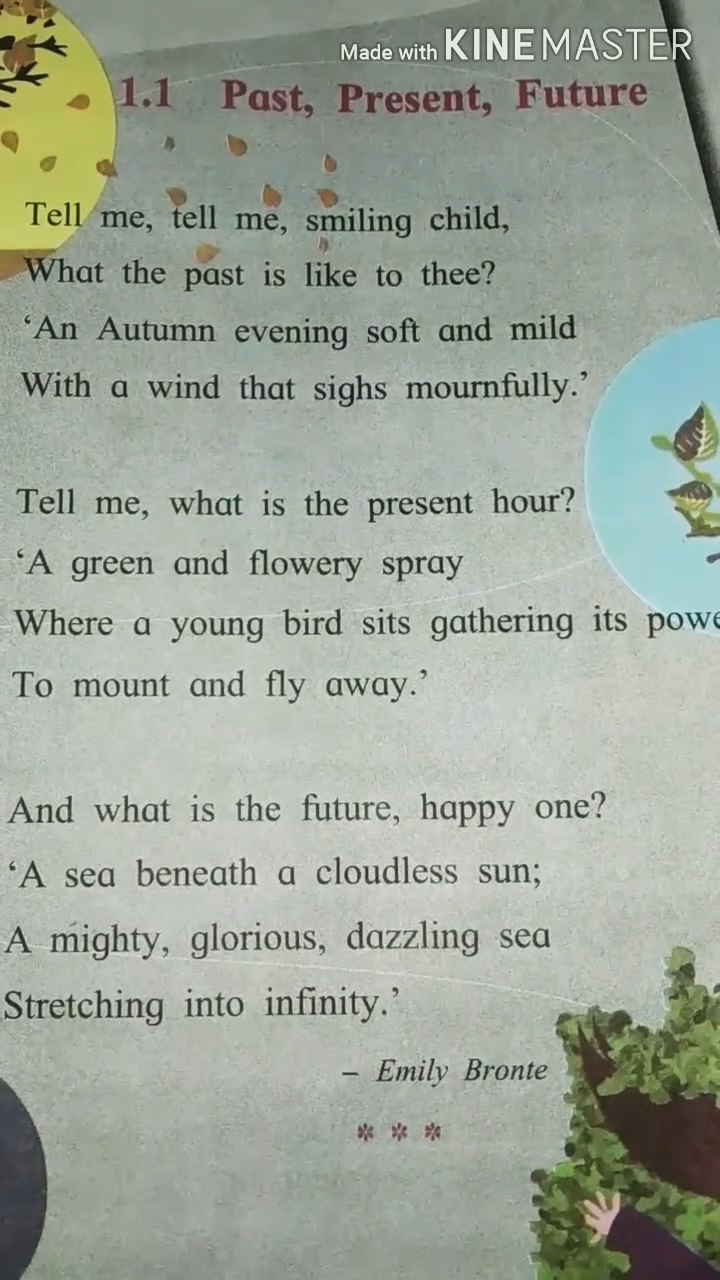 Made with KINEMASTER
1.1 Past, Present, Future
Tell me, tell me, smiling child,
What the past is like to thee?
‘An Autumn evening soft and mild
With a wind that sighs mournfully.’
Tell me, what is the present hour?
‘A green and flowery spray
Where a young bird sits gathering its powe
To mount and fly away.’
And what is the future, happy one?
‘A sea beneath a cloudless sun;
A mighty, glorious, dazzling sea
Stretching into infinity.’
– Emily Bronte
* * *